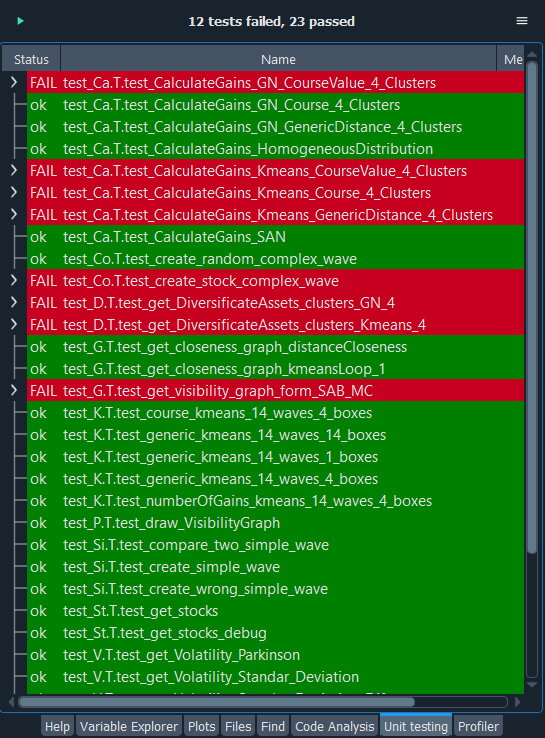 12 tests failed, 23 passed
Status Name Me
FAIL test_Ca.T.test_CalculateGains_GN_CourseValue_4_Clusters
ok test_Ca.T.test_CalculateGains_GN_Course_4_Clusters
ok test_Ca.T.test_CalculateGains_GN_GenericDistance_4_Clusters
ok test_Ca.T.test_CalculateGains_HomogeneousDistribution
FAIL test_Ca.T.test_CalculateGains_Kmeans_CourseValue_4_Clusters
FAIL test_Ca.T.test_CalculateGains_Kmeans_Course_4_Clusters
FAIL test_Ca.T.test_CalculateGains_Kmeans_GenericDistance_4_Clusters
ok test_Ca.T.test_CalculateGains_SAN
ok test_Co.T.test_create_random_complex_wave
FAIL test_Co.T.test_create_stock_complex_wave
FAIL test_D.T.test_get_DiversificateAssets_clusters_GN_4
FAIL test_D.T.test_get_DiversificateAssets_clusters_Kmeans_4
ok test_G.T.test_get_closeness_graph_distanceCloseness
ok test_G.T.test_get_closeness_graph_kmeansLoop_1
FAIL test_G.T.test_get_visibility_graph_form_SAB_MC
ok test_K.T.test_course_kmeans_14_waves_4_boxes
ok test_K.T.test_generic_kmeans_14_waves_14_boxes
ok test_K.T.test_generic_kmeans_14_waves_1_boxes
ok test_K.T.test_generic_kmeans_14_waves_4_boxes
ok test_K.T.test_numberOfGains_kmeans_14_waves_4_boxes
ok test_P.T.test_draw_VisibilityGraph
ok test_Si.T.test_compare_two_simple_wave
ok test_Si.T.test_create_simple_wave
ok test_Si.T.test_create_wrong_simple_wave
ok test_St.T.test_get_stocks
ok test_St.T.test_get_stocks_debug
ok test_V.T.test_get_Volatility_Parkinson
ok test_V.T.test_get_Volatility_Standar_Deviation
Help Variable Explorer Plots Files Find Code Analysis Unit testing Profiler